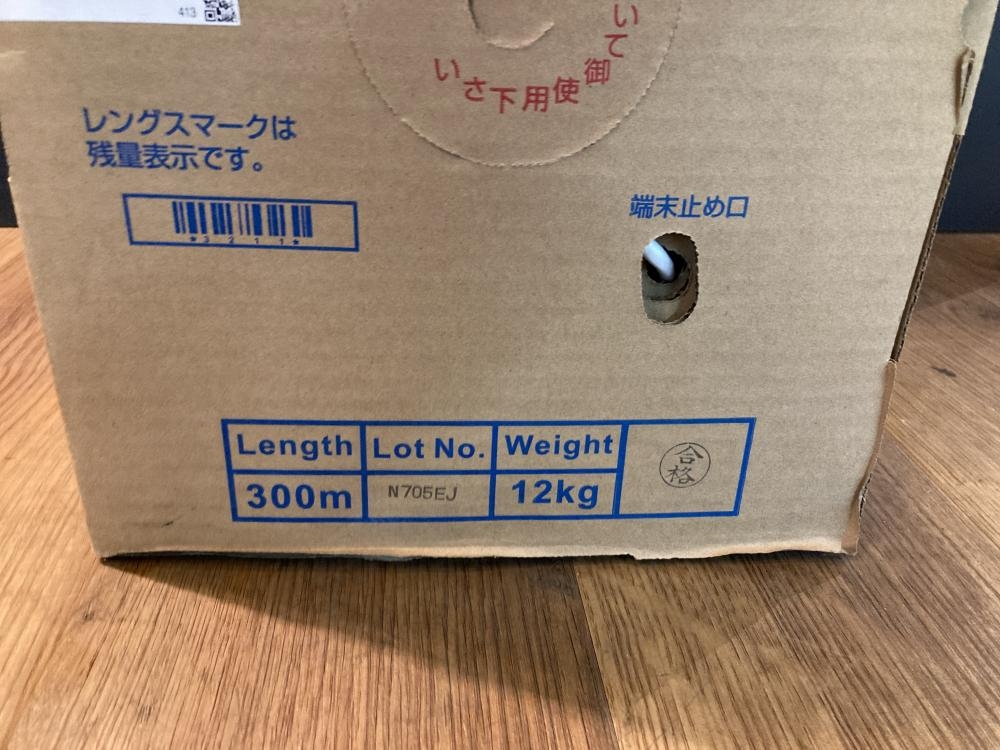 413
いて御使用下さい
レングスマークは
残量表示です。
*3211*
端末止め口
Length Lot No. Weight 合格
300m N705EJ 12kg